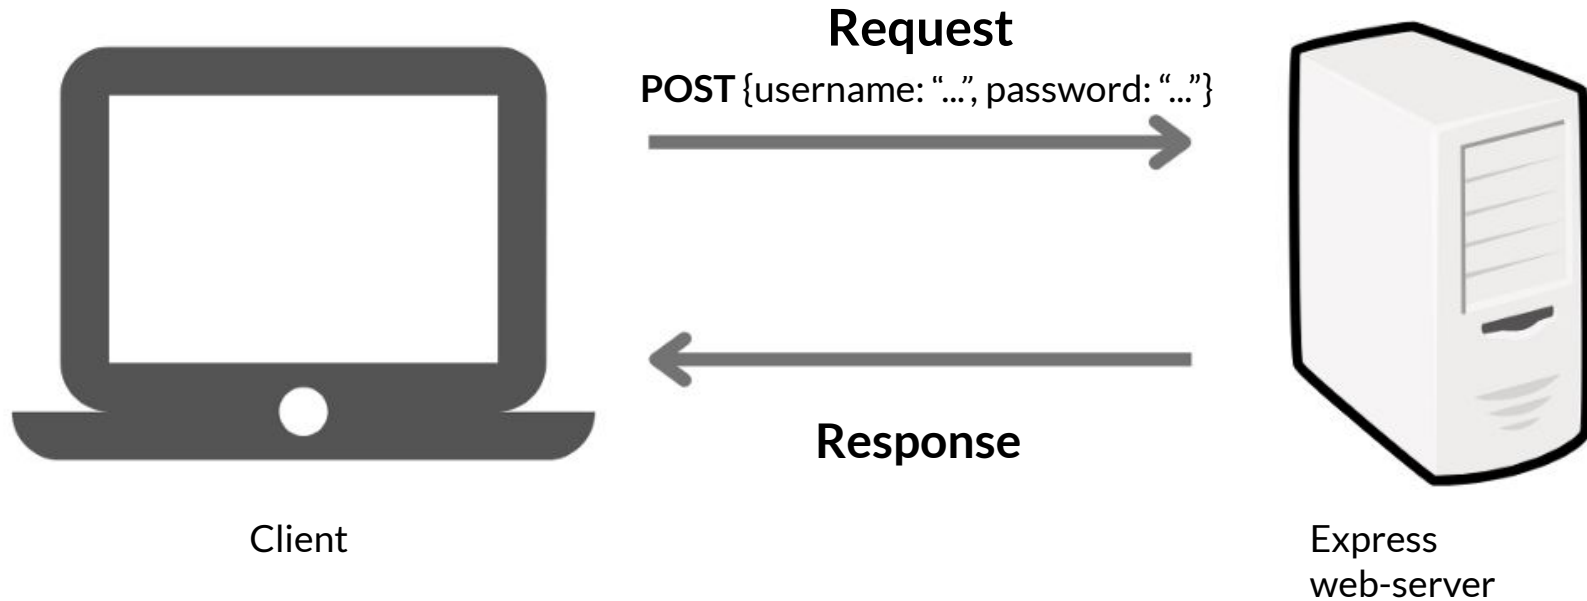 Request
POST {username: “...”, password: “...”}
Response
Client
Express
web-server